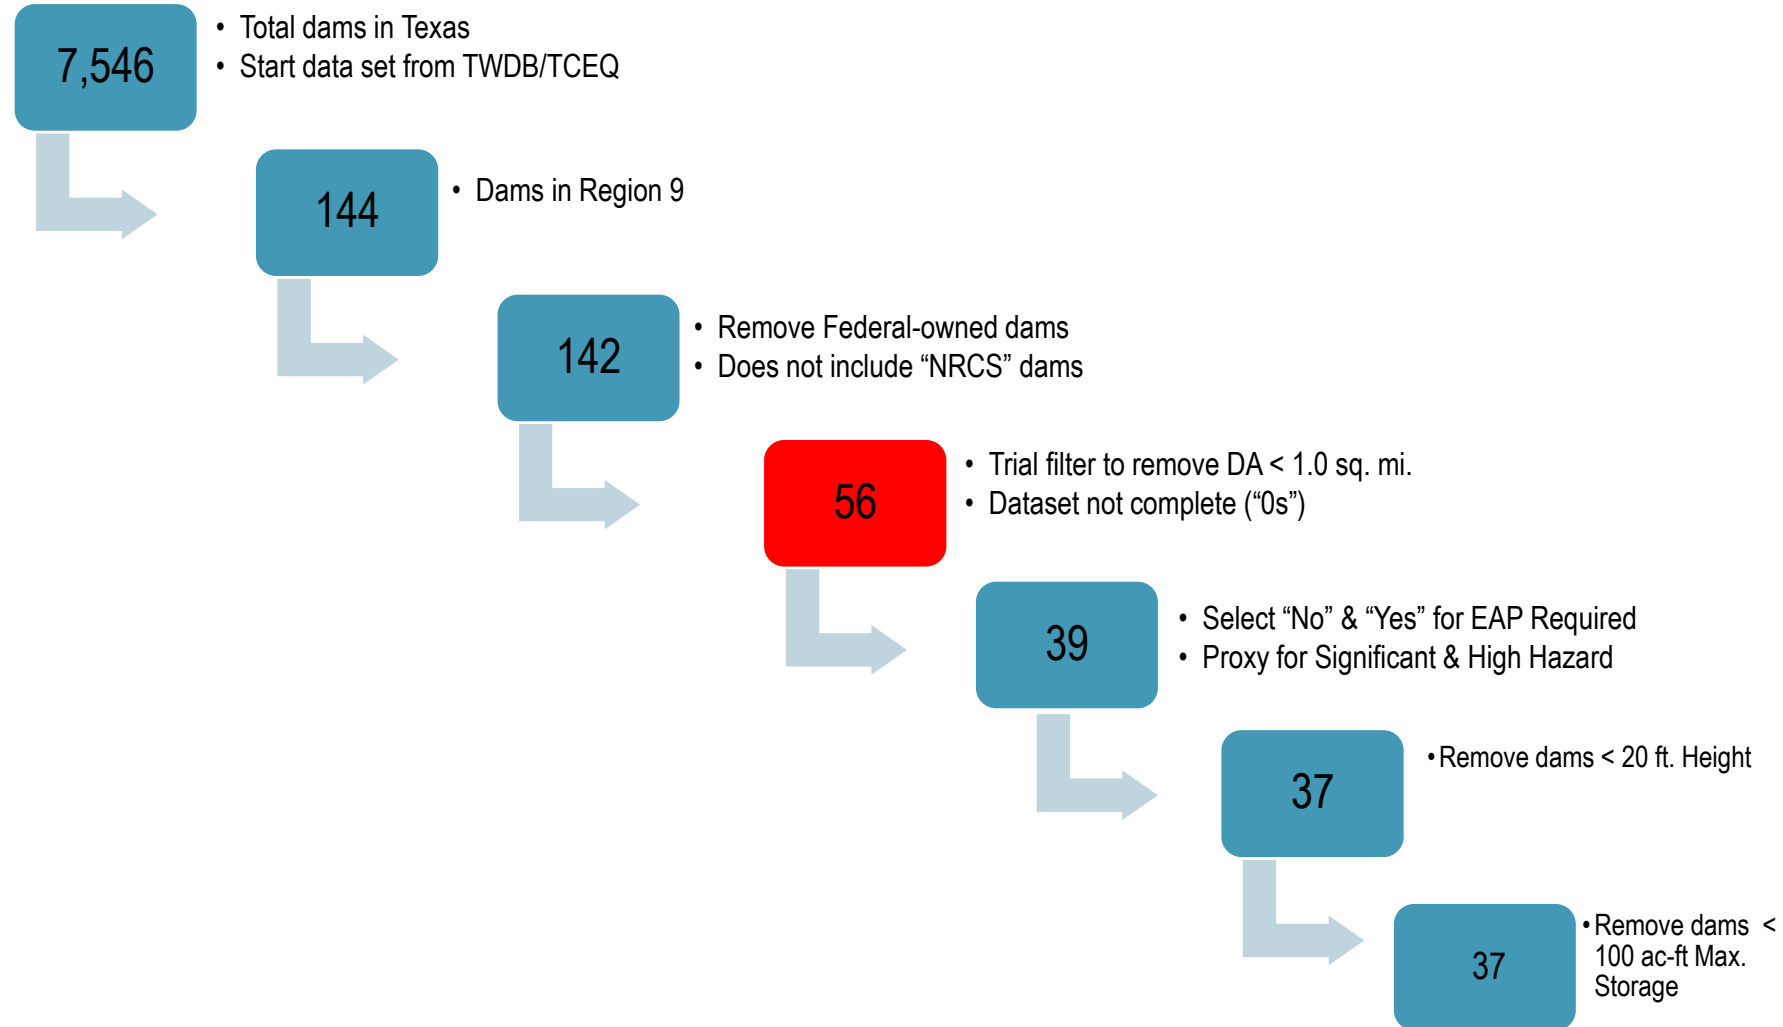 7,546
• Total dams in Texas
• Start data set from TWDB/TCEQ
144
• Dams in Region 9
142
• Remove Federal-owned dams
• Does not include “NRCS” dams
56
• Trial filter to remove DA < 1.0 sq. mi.
• Dataset not complete (“0s”)
39
• Select “No” & “Yes” for EAP Required
• Proxy for Significant & High Hazard
37
• Remove dams < 20 ft. Height
37
• Remove dams <
100 ac-ft Max.
Storage